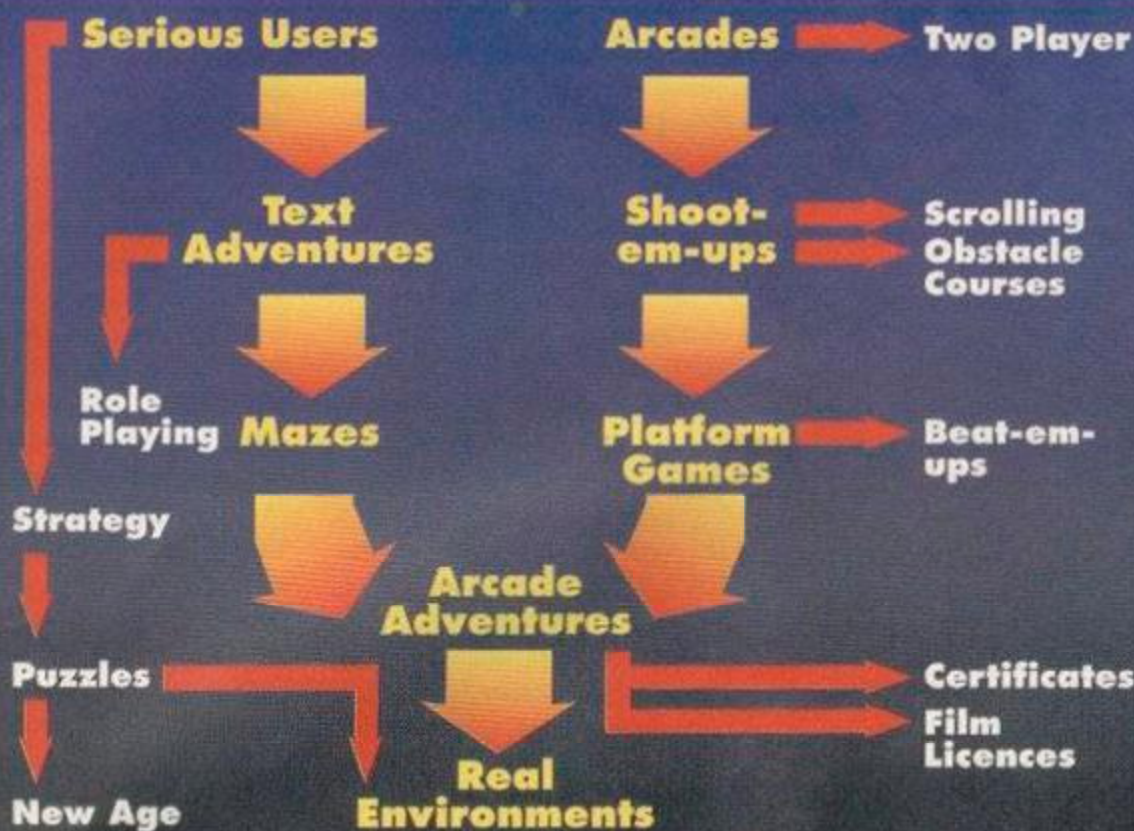 Serious Users
Arcades
Two Player
Text
Adventures
Shoot-
em-ups
Scrolling
Obstacle
Courses
Role
Playing
Mazes
Platform
Games
Beat-em-
ups
Strategy
Arcade
Adventures
Puzzles
Certificates
Film
Licences
New Age
Real
Environments